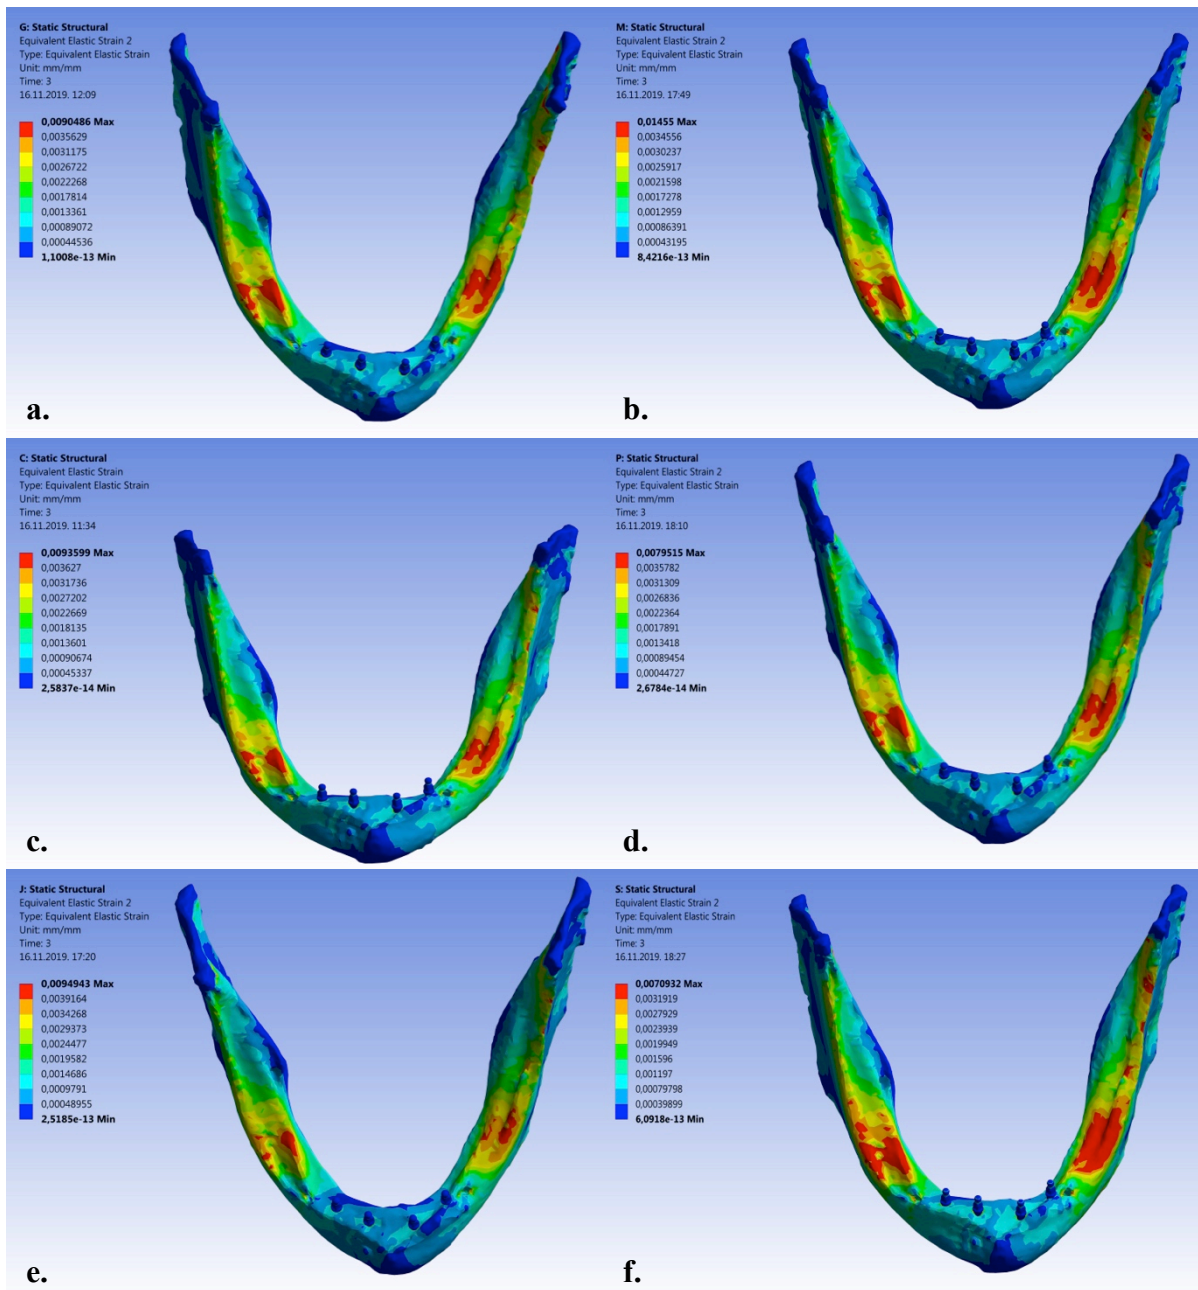 G: Static Structural
Equivalent Elastic Strain 2
Type: Equivalent Elastic Strain
Unit: mm/mm
Time: 3
16.11.2019. 12:09
0,0090486 Max
0,0035629
0,0031175
0,0026722
0,0022268
0,0017814
0,0013361
0,00089072
0,00044536
1,1008e-13 Min
a.
M: Static Structural
Equivalent Elastic Strain 2
Type: Equivalent Elastic Strain
Unit: mm/mm
Time: 3
16.11.2019. 17:49
0,01455 Max
0,0034556
0,0030237
0,0025917
0,0021598
0,0017278
0,0012959
0,00086391
0,00043195
8,4216e-13 Min
b.
C: Static Structural
Equivalent Elastic Strain
Type: Equivalent Elastic Strain
Unit: mm/mm
Time: 3
16.11.2019. 11:34
0,0093599 Max
0,003627
0,0031736
0,0027202
0,0022669
0,0018135
0,0013601
0,00090674
0,00045337
2,5837e-14 Min
c.
P: Static Structural
Equivalent Elastic Strain 2
Type: Equivalent Elastic Strain
Unit: mm/mm
Time: 3
16.11.2019. 18:10
0,0079515 Max
0,0035782
0,0031309
0,0026836
0,0022364
0,0017891
0,0013418
0,00089454
0,00044727
2,6784e-14 Min
d.
J: Static Structural
Equivalent Elastic Strain 2
Type: Equivalent Elastic Strain
Unit: mm/mm
Time: 3
16.11.2019. 17:20
0,0094943 Max
0,0039164
0,0034268
0,0029373
0,0024477
0,0019582
0,0014686
0,0009791
0,00048955
2,5185e-13 Min
e.
S: Static Structural
Equivalent Elastic Strain 2
Type: Equivalent Elastic Strain
Unit: mm/mm
Time: 3
16.11.2019. 18:27
0,0070932 Max
0,0031919
0,0027929
0,0023939
0,0019949
0,001596
0,001197
0,00079798
0,00039899
6,0918e-13 Min
f.